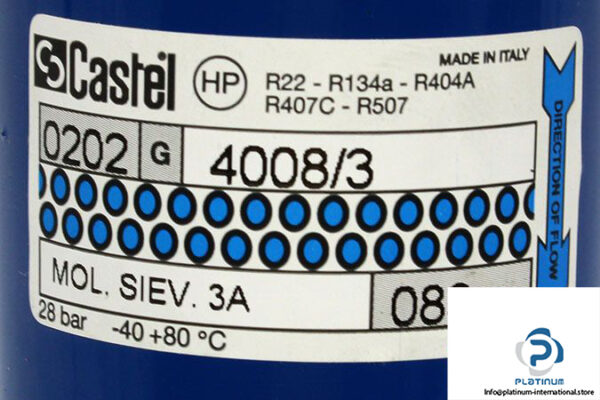 Castel
HP
R22 - R134a - R404A
R407C - R507
MADE IN ITALY
0202 G 4008/3
MOL. SIEV. 3A
28 bar -40 +80 °C
DIRECTION OF FLOW
PLATINUM
Info@platinum-international.store